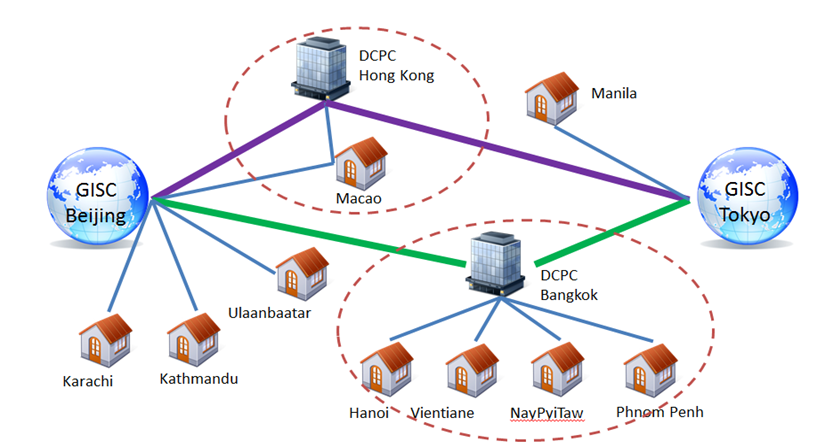 DCPC
Hong Kong
Manila
GISC
Beijing
Macao
GISC
Tokyo
DCPC
Bangkok
Ulaanbaatar
Karachi
Kathmandu
Hanoi
Vientiane
NayPyiTaw
Phnom Penh